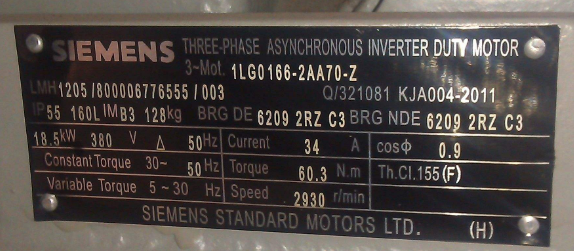 SIEMENS THREE-PHASE ASYNCHRONOUS INVERTER DUTY MOTOR
3~Mot. 1LG0166-2AA70-Z
LMH1205/800006776555/003 Q/321081 KJA004-2011
IP55 160L IM B3 128kg BRG DE 6209 2RZ C3 BRG NDE 6209 2RZ C3
18.5kW 380 V Δ 50Hz Current 34 A cosΦ 0.9
Constant Torque 30~ 50 Hz Torque 60.3 N.m Th.Cl.155(F)
Variable Torque 5~30 Hz Speed 2930 r/min
SIEMENS STANDARD MOTORS LTD. (H)